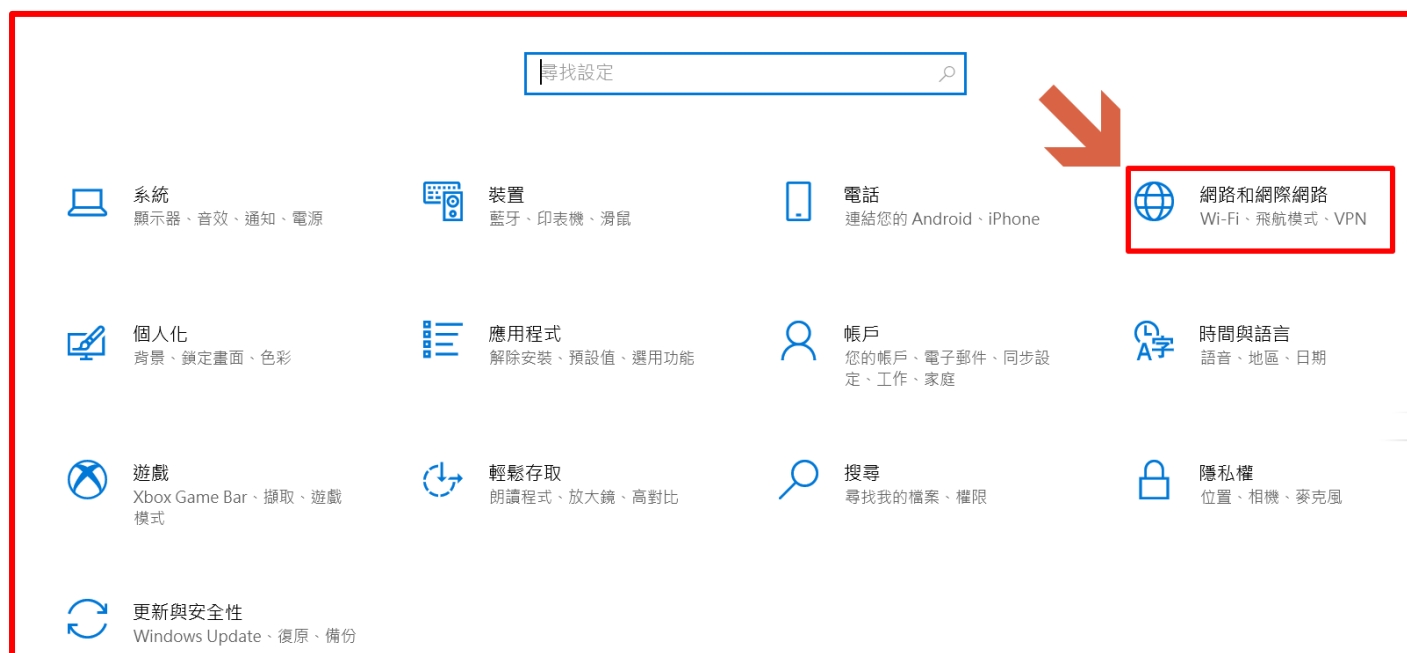 尋找設定
系統
顯示器、音效、通知、電源
裝置
藍牙、印表機、滑鼠
電話
連結您的 Android、iPhone
網路和網際網路
Wi-Fi、飛航模式、VPN
個人化
背景、鎖定畫面、色彩
應用程式
解除安裝、預設值、選用功能
帳戶
您的帳戶、電子郵件、同步設
定、工作、家庭
時間與語言
語音、地區、日期
遊戲
Xbox Game Bar、擷取、遊戲
模式
輕鬆存取
朗讀程式、放大鏡、高對比
搜尋
尋找我的檔案、權限
隱私權
位置、相機、麥克風
更新與安全性
Windows Update、復原、備份